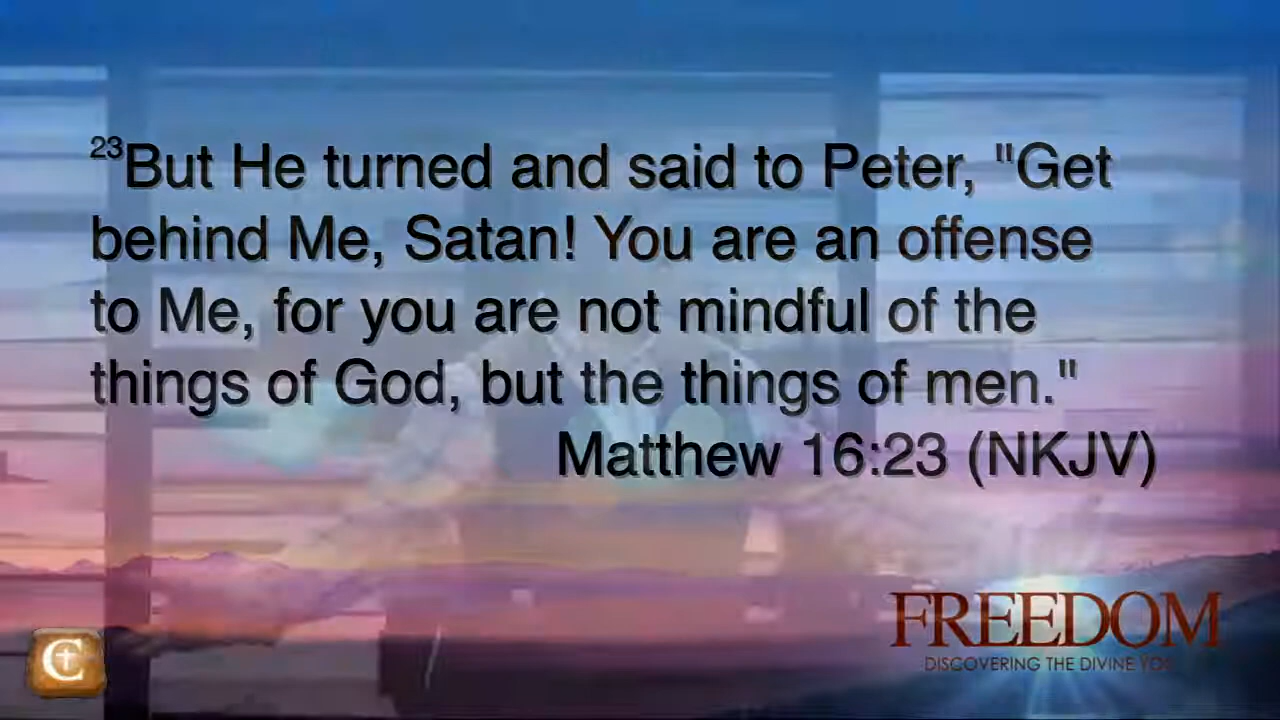 23But He turned and said to Peter, "Get
behind Me, Satan! You are an offense
to Me, for you are not mindful of the
things of God, but the things of men."
Matthew 16:23 (NKJV)
FREEDOM
DISCOVERING THE DIVINE YOU
C